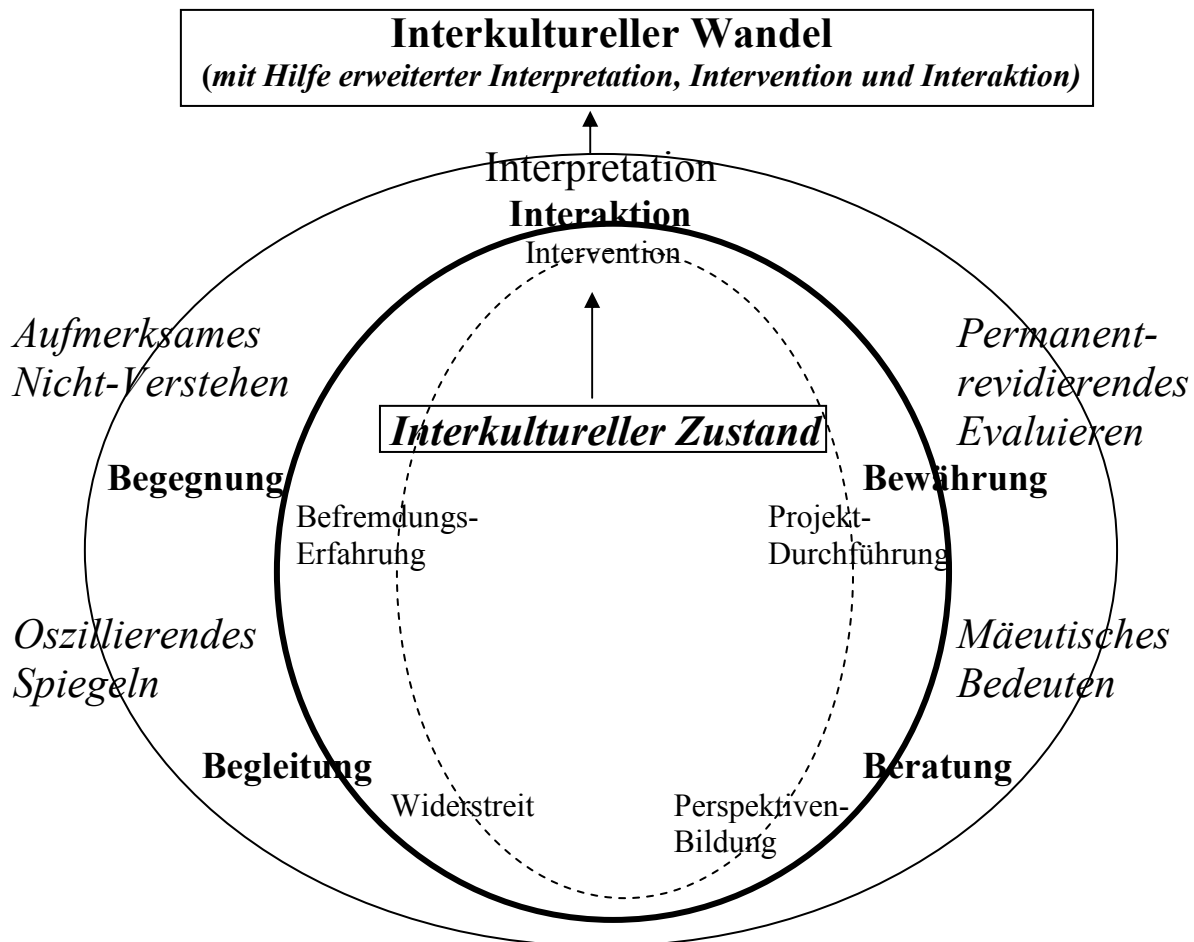 Interkultureller Wandel
(mit Hilfe erweiterter Interpretation, Intervention und Interaktion)
Interpretation
Interaktion
Intervention
Aufmerksames
Nicht-Verstehen
Permanent-
revidierendes
Evaluieren
Interkultureller Zustand
Begegnung
Bewährung
Befremdungs-
Erfahrung
Projekt-
Durchführung
Oszillierendes
Spiegeln
Mäeutisches
Bedeuten
Begleitung
Beratung
Widerstreit
Perspektiven-
Bildung